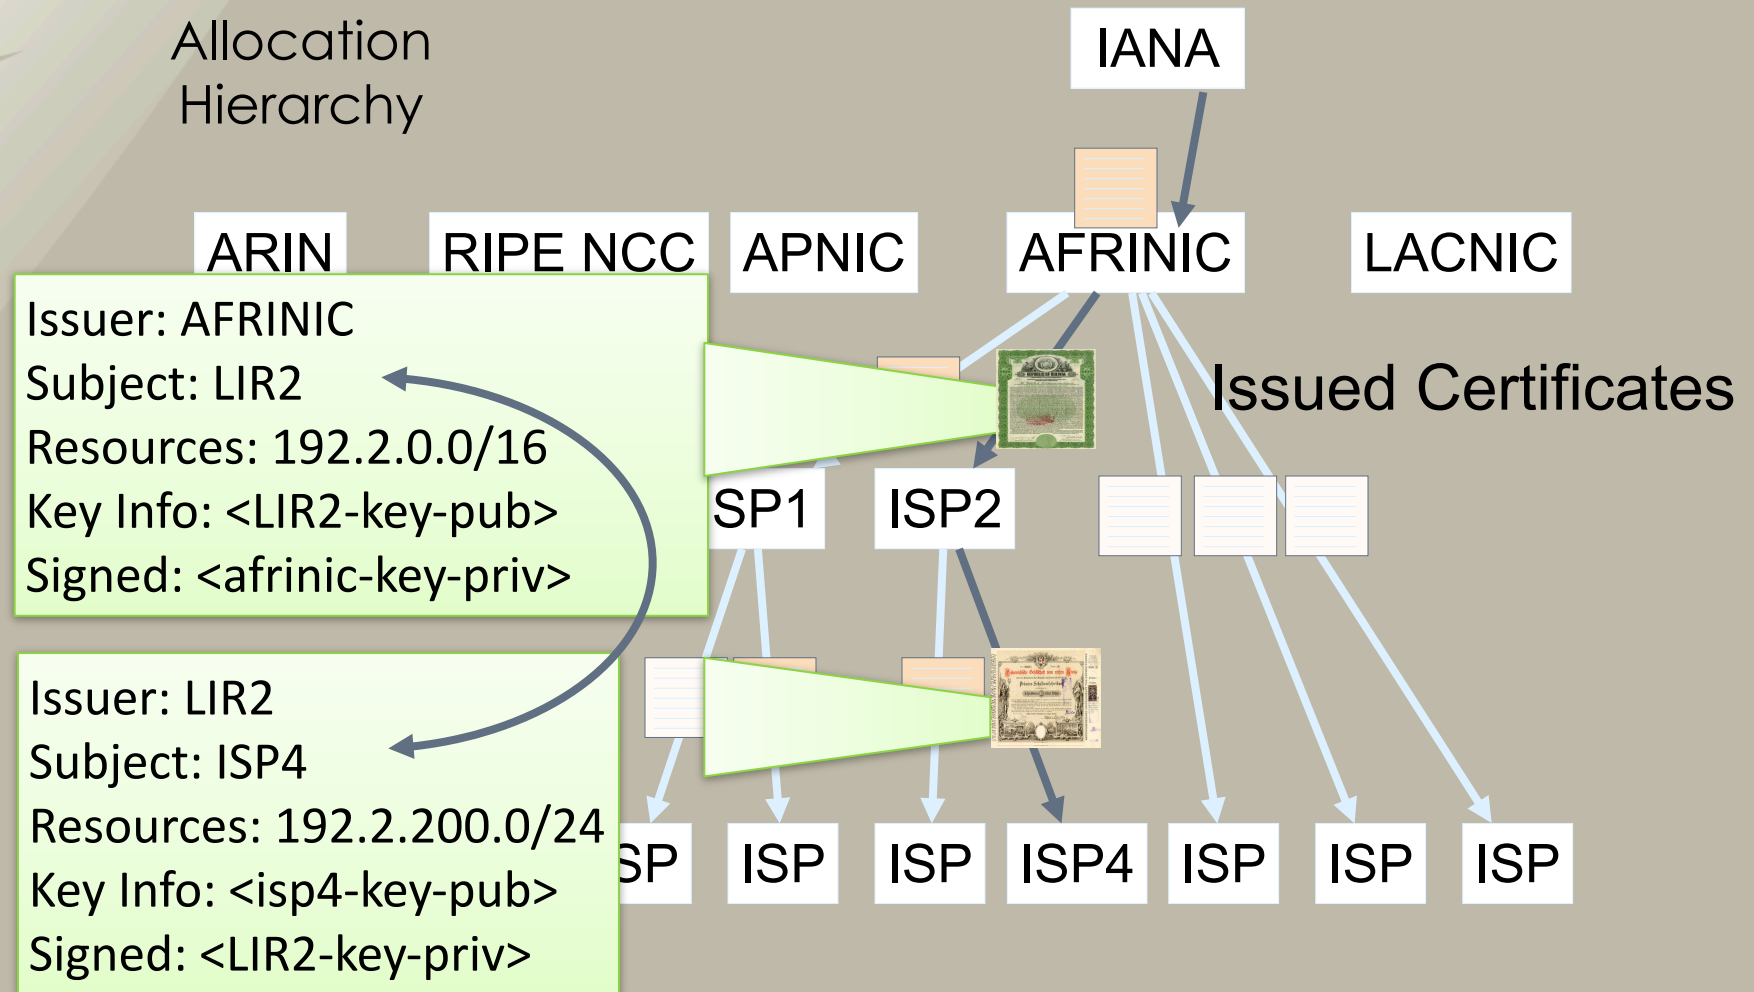 Allocation
Hierarchy
IANA
ARIN
RIPE NCC
APNIC
AFRINIC
LACNIC
Issuer: AFRINIC
Subject: LIR2
Resources: 192.2.0.0/16
Key Info: <LIR2-key-pub>
Signed: <afrinic-key-priv>
Issued Certificates
SP1
ISP2
Issuer: LIR2
Subject: ISP4
Resources: 192.2.200.0/24
Key Info: <isp4-key-pub>
Signed: <LIR2-key-priv>
SP
ISP
ISP
ISP4
ISP
ISP
ISP